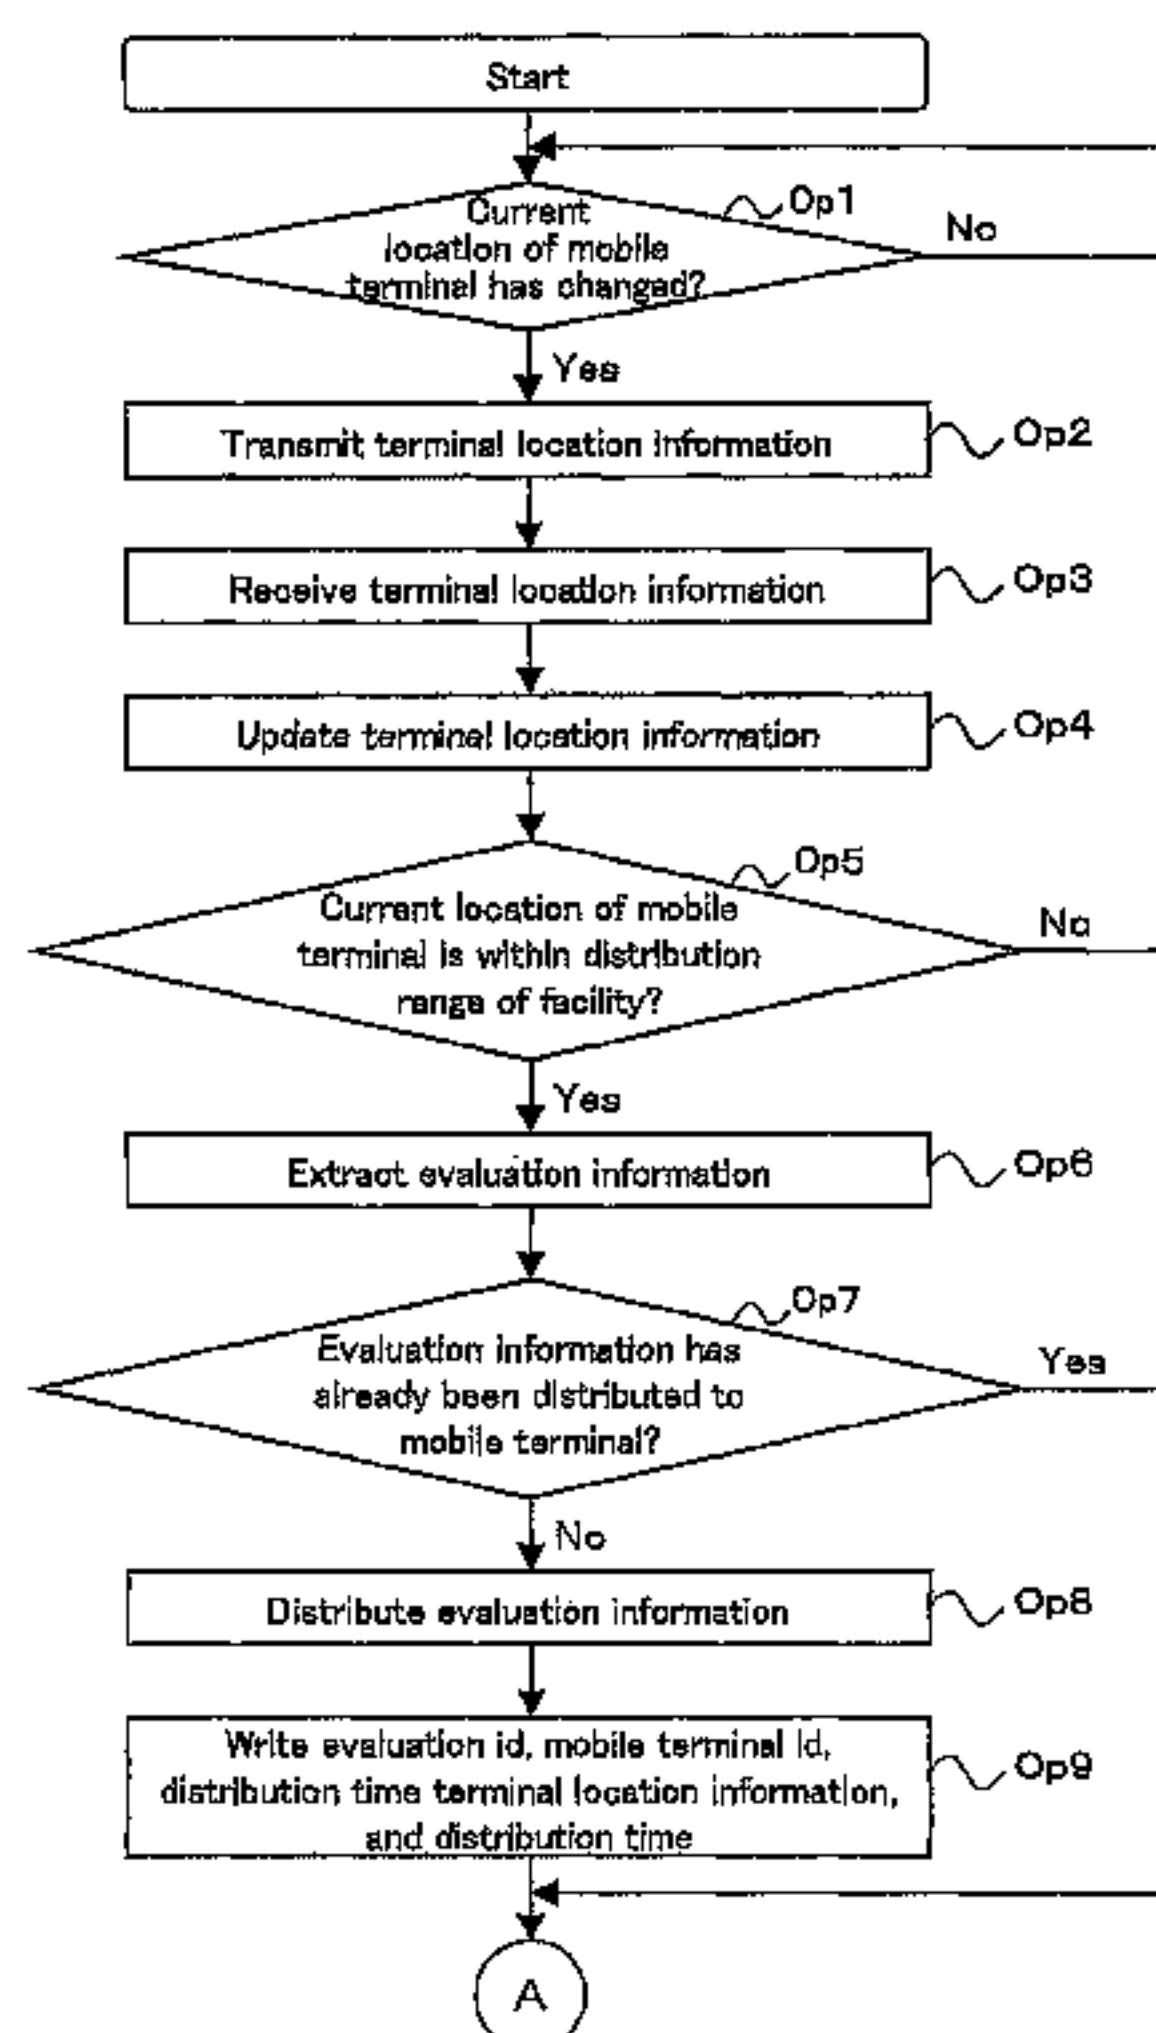 Start
Op1
Current
location of mobile
terminal has changed?
No
Yes
Transmit terminal location information
Op2
Receive terminal location information
Op3
Update terminal location information
Op4
Op5
Current location of mobile
terminal is within distribution
range of facility?
No
Yes
Extract evaluation information
Op6
Op7
Evaluation information has
already been distributed to
mobile terminal?
Yes
No
Distribute evaluation information
Op8
Write evaluation id, mobile terminal id,
distribution time terminal location information,
and distribution time
Op9
A